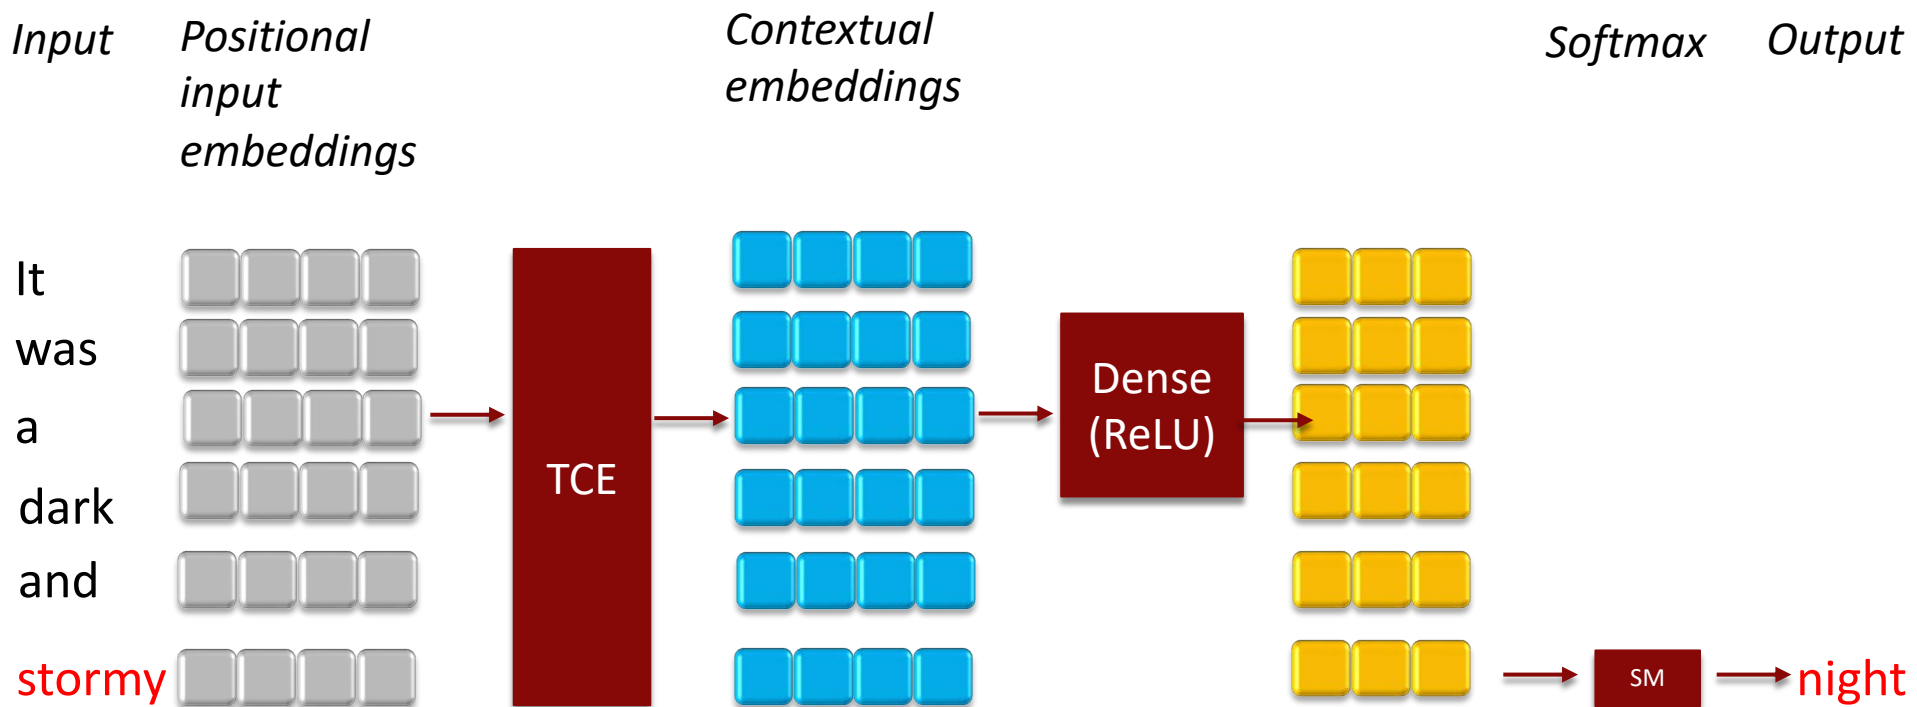 Input
Positional
input
embeddings
Contextual
embeddings
Softmax
Output
It
was
a
dark
and
stormy
TCE
Dense
(ReLU)
SM
night